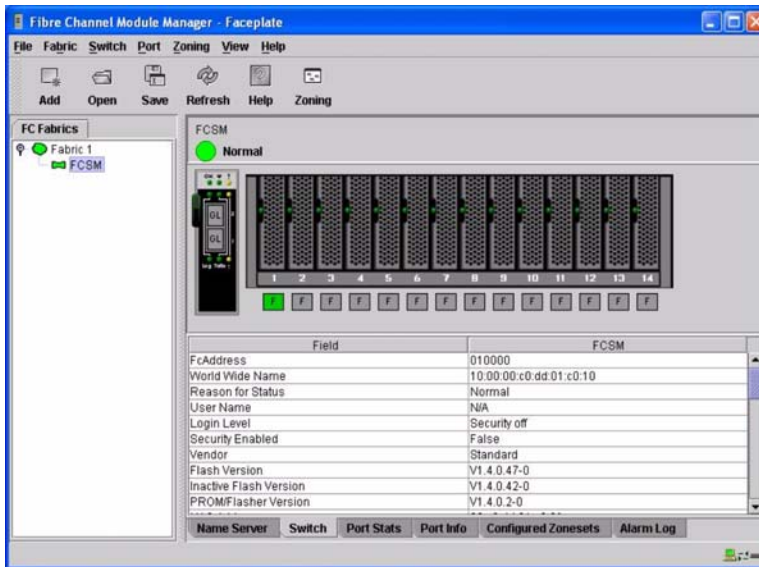 Fibre Channel Module Manager - Faceplate
File Fabric Switch Port Zoning View Help
Add Open Save Refresh Help Zoning
FC Fabrics
Fabric 1
FCSM
FCSM
Normal
GL
GL
1 2 3 4 5 6 7 8 9 10 11 12 13 14
F F F F F F F F F F F F F F
Field FCSM
FcAddress 010000
World Wide Name 10:00:00:c0:dd:01:c0:10
Reason for Status Normal
User Name N/A
Login Level Security off
Security Enabled False
Vendor Standard
Flash Version V1.4.0.47-0
Inactive Flash Version V1.4.0.42-0
PROM/Flasher Version V1.4.0.2-0
Name Server Switch Port Stats Port Info Configured Zonesets Alarm Log